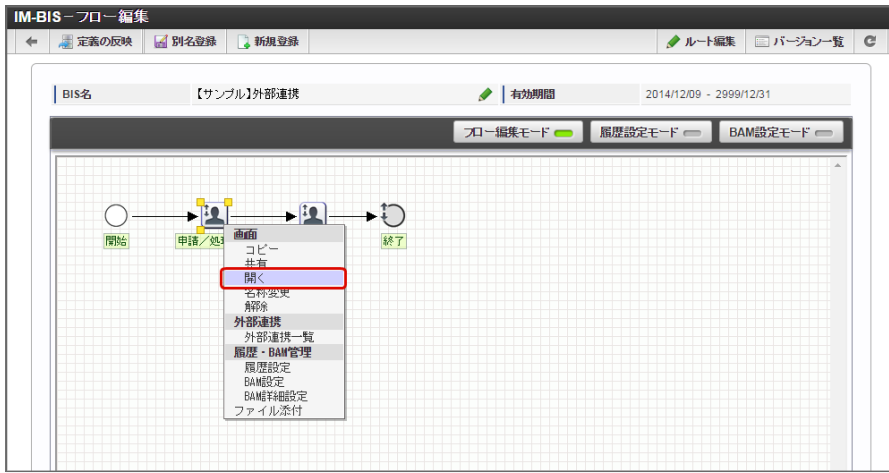 IM-BIS－フロー編集
定義の反映 別名登録 新規登録 ルート編集 バージョン一覧
BIS名 【サンプル】外部連携 有効期間 2014/12/09 - 2999/12/31
フロー編集モード 履歴設定モード BAM設定モード
開始 申請／処理 終了
画面
コピー
共有
開く
名称変更
解除
外部連携
外部連携一覧
履歴・BAM管理
履歴設定
BAM設定
BAM詳細設定
ファイル添付